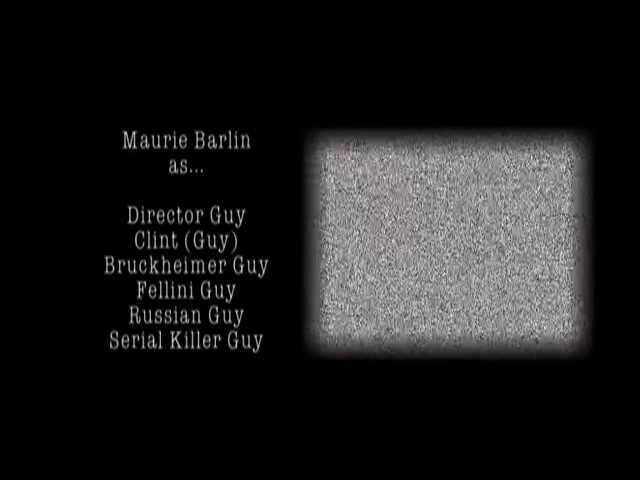 Maurie Barlin
as...
Director Guy
Clint (Guy)
Bruckheimer Guy
Fellini Guy
Russian Guy
Serial Killer Guy